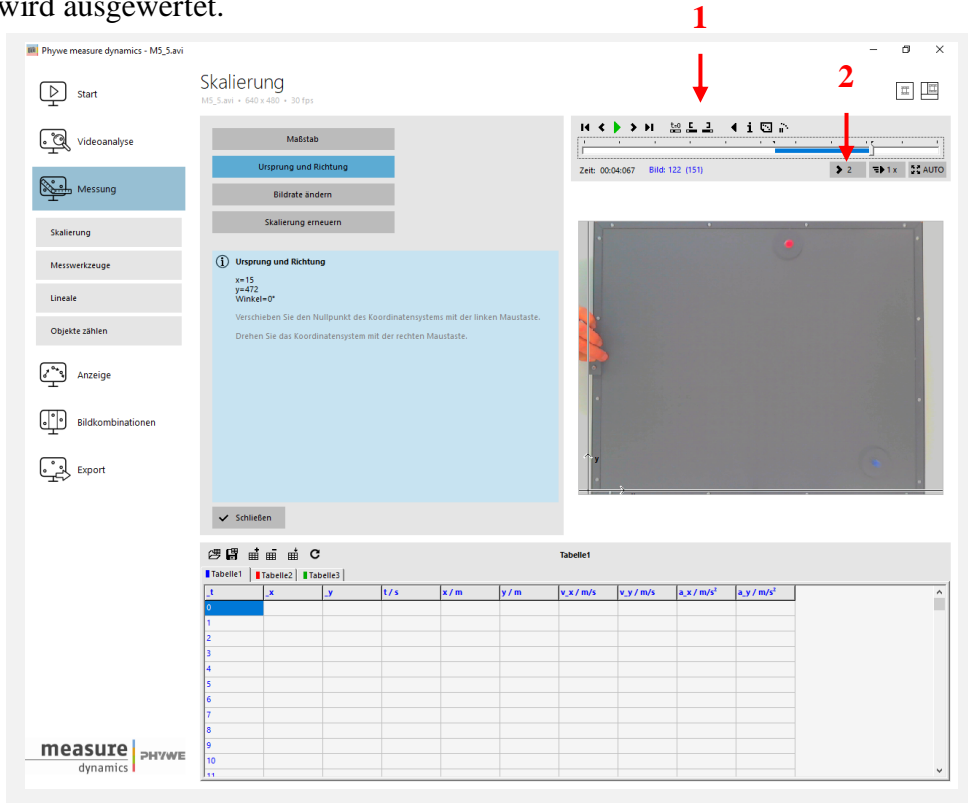 wird ausgewertet.
1
Phywe measure dynamics - M5_5.avi
2
Start
Videoanalyse
Messung
Skalierung
Messwerkzeuge
Lineale
Objekte zählen
Anzeige
Bildkombinationen
Export
Skalierung
M5_5.avi • 640 x 480 • 30 fps
Maßstab
Ursprung und Richtung
Bildrate ändern
Skalierung erneuern
Ursprung und Richtung
x=15
y=472
Winkel=0°
Verschieben Sie den Nullpunkt des Koordinatensystems mit der linken Maustaste.
Drehen Sie das Koordinatensystem mit der rechten Maustaste.
Schließen
t=0
Zeit: 00:04:067 Bild: 122 (151) 2 1 x AUTO
y
Tabelle1
Tabelle1 Tabelle2 Tabelle3
_t _x _y t / s x / m y / m v_x / m/s v_y / m/s a_x / m/s² a_y / m/s²
0
1
2
3
4
5
6
7
8
9
10
11
measure
dynamics
PHYWE